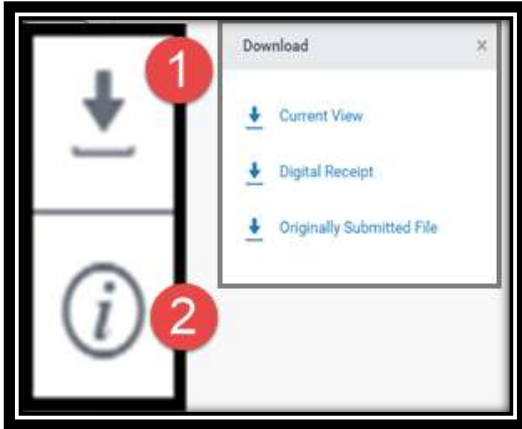 1
Download ×
Current View
Digital Receipt
Originally Submitted File
i
2